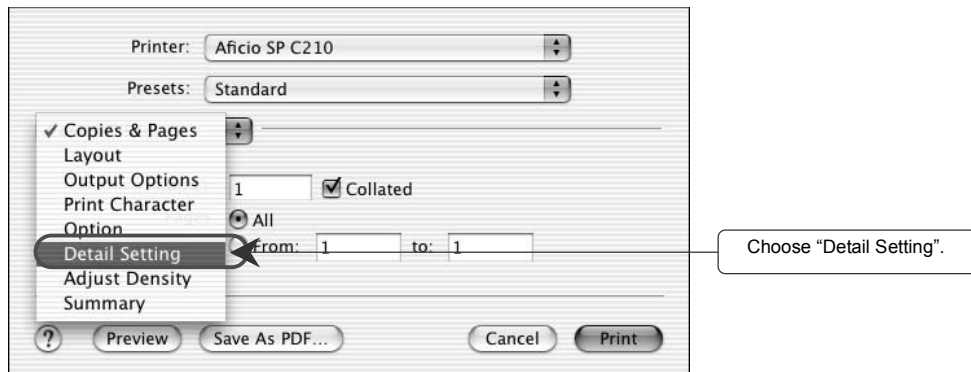 Printer: Aficio SP C210
Presets: Standard
✓ Copies & Pages
Layout
Output Options
1 Collated
Print Character
All
Option
From: 1 to: 1
Detail Setting
Choose “Detail Setting”.
Adjust Density
Summary
? Preview Save As PDF... Cancel Print